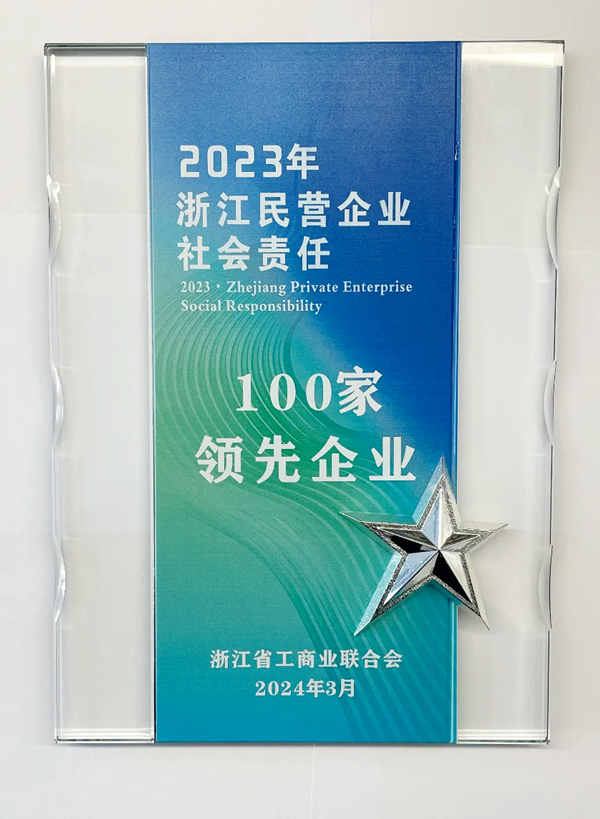 2023年
浙江民营企业
社会责任
2023・Zhejiang Private Enterprise
Social Responsibility
100家
领先企业
浙江省工商业联合会
2024年3月